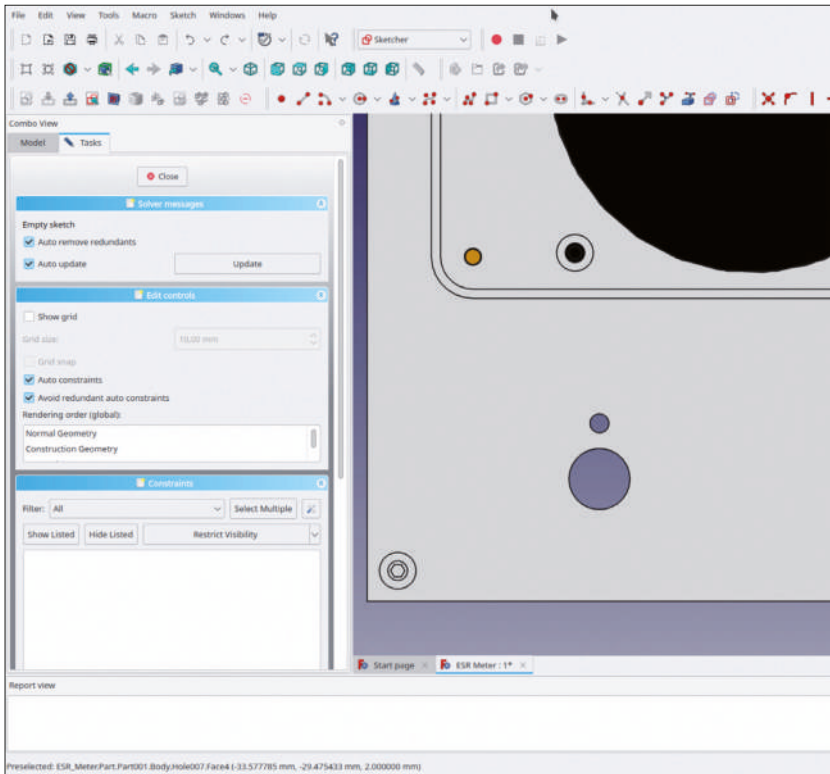 File Edit View Tools Macro Sketch Windows Help
Sketcher
Combo View
Model Tasks
Close
Solver messages
Empty sketch
Auto remove redundants
Auto update Update
Edit controls
Show grid
Grid size: 10,00 mm
Grid snap
Auto constraints
Avoid redundant auto constraints
Rendering order (global):
Normal Geometry
Construction Geometry
Constraints
Filter: All Select Multiple
Show Listed Hide Listed Restrict Visibility
Start page ESR Meter : 1*
Report view
Preselected: ESR_Meter.Part.Part001.Body.Hole007.Face4 (-33.577785 mm, -29.475433 mm, 2.000000 mm)